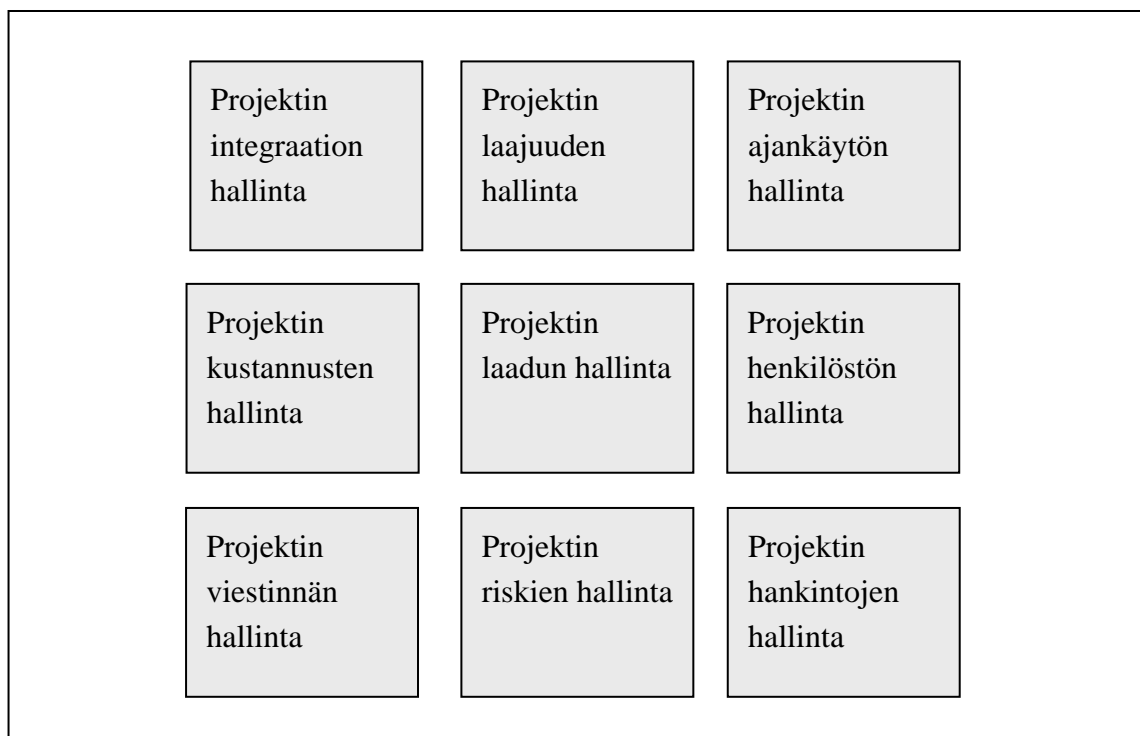 Projektin
integraation
hallinta
Projektin
laajuuden
hallinta
Projektin
ajankäytön
hallinta
Projektin
kustannusten
hallinta
Projektin
laadun hallinta
Projektin
henkilöstön
hallinta
Projektin
viestinnän
hallinta
Projektin
riskien hallinta
Projektin
hankintojen
hallinta